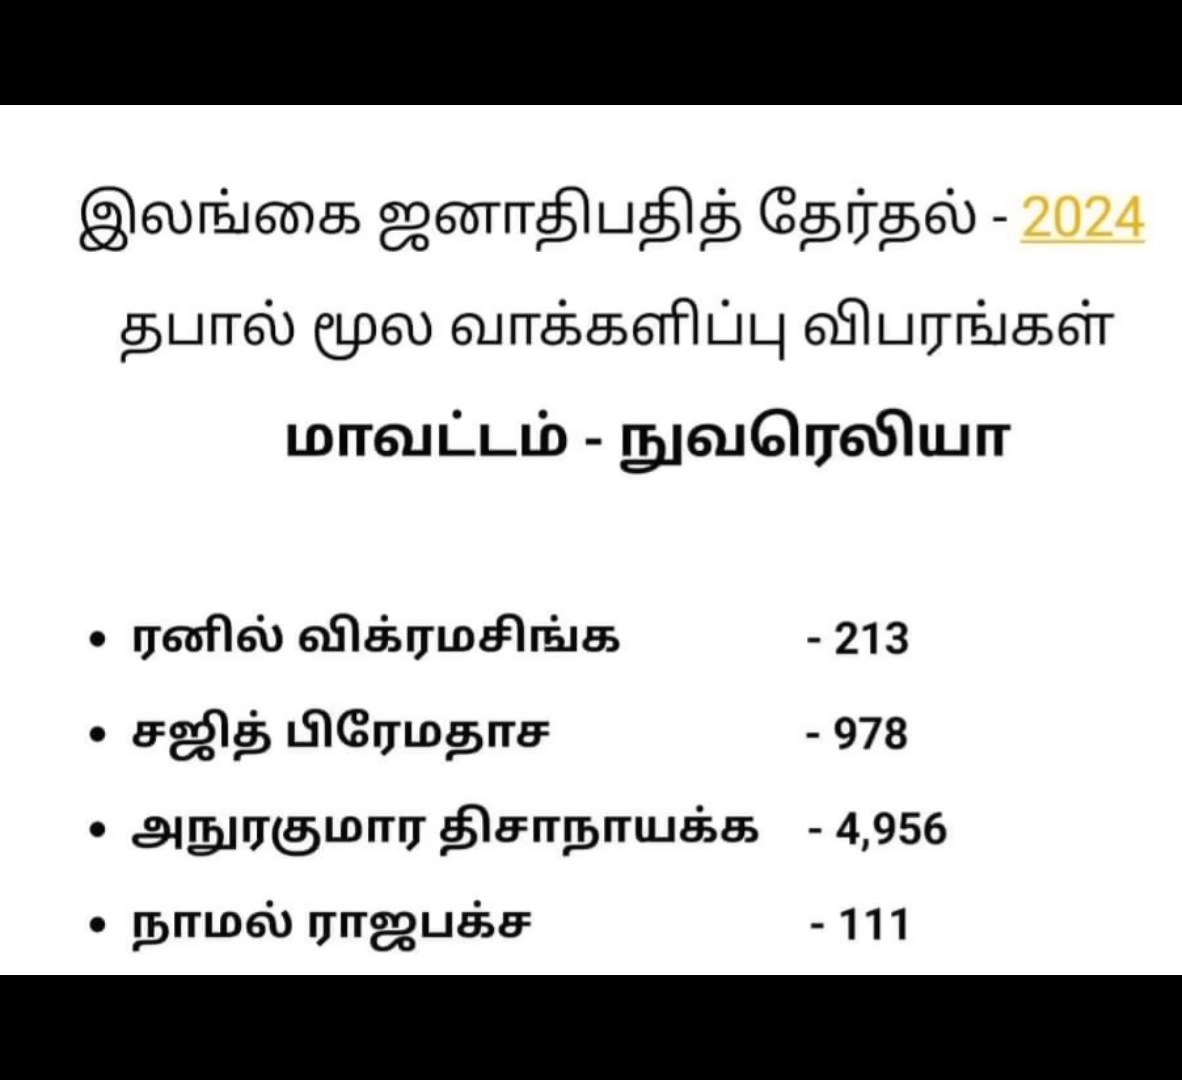 இலங்கை ஜனாதிபதித் தேர்தல் - 2024
தபால் மூல வாக்களிப்பு விபரங்கள்
மாவட்டம் - நுவரெலியா
• ரனில் விக்ரமசிங்க - 213
• சஜித் பிரேமதாச - 978
• அநுரகுமார திசாநாயக்க - 4,956
• நாமல் ராஜபக்ச - 111